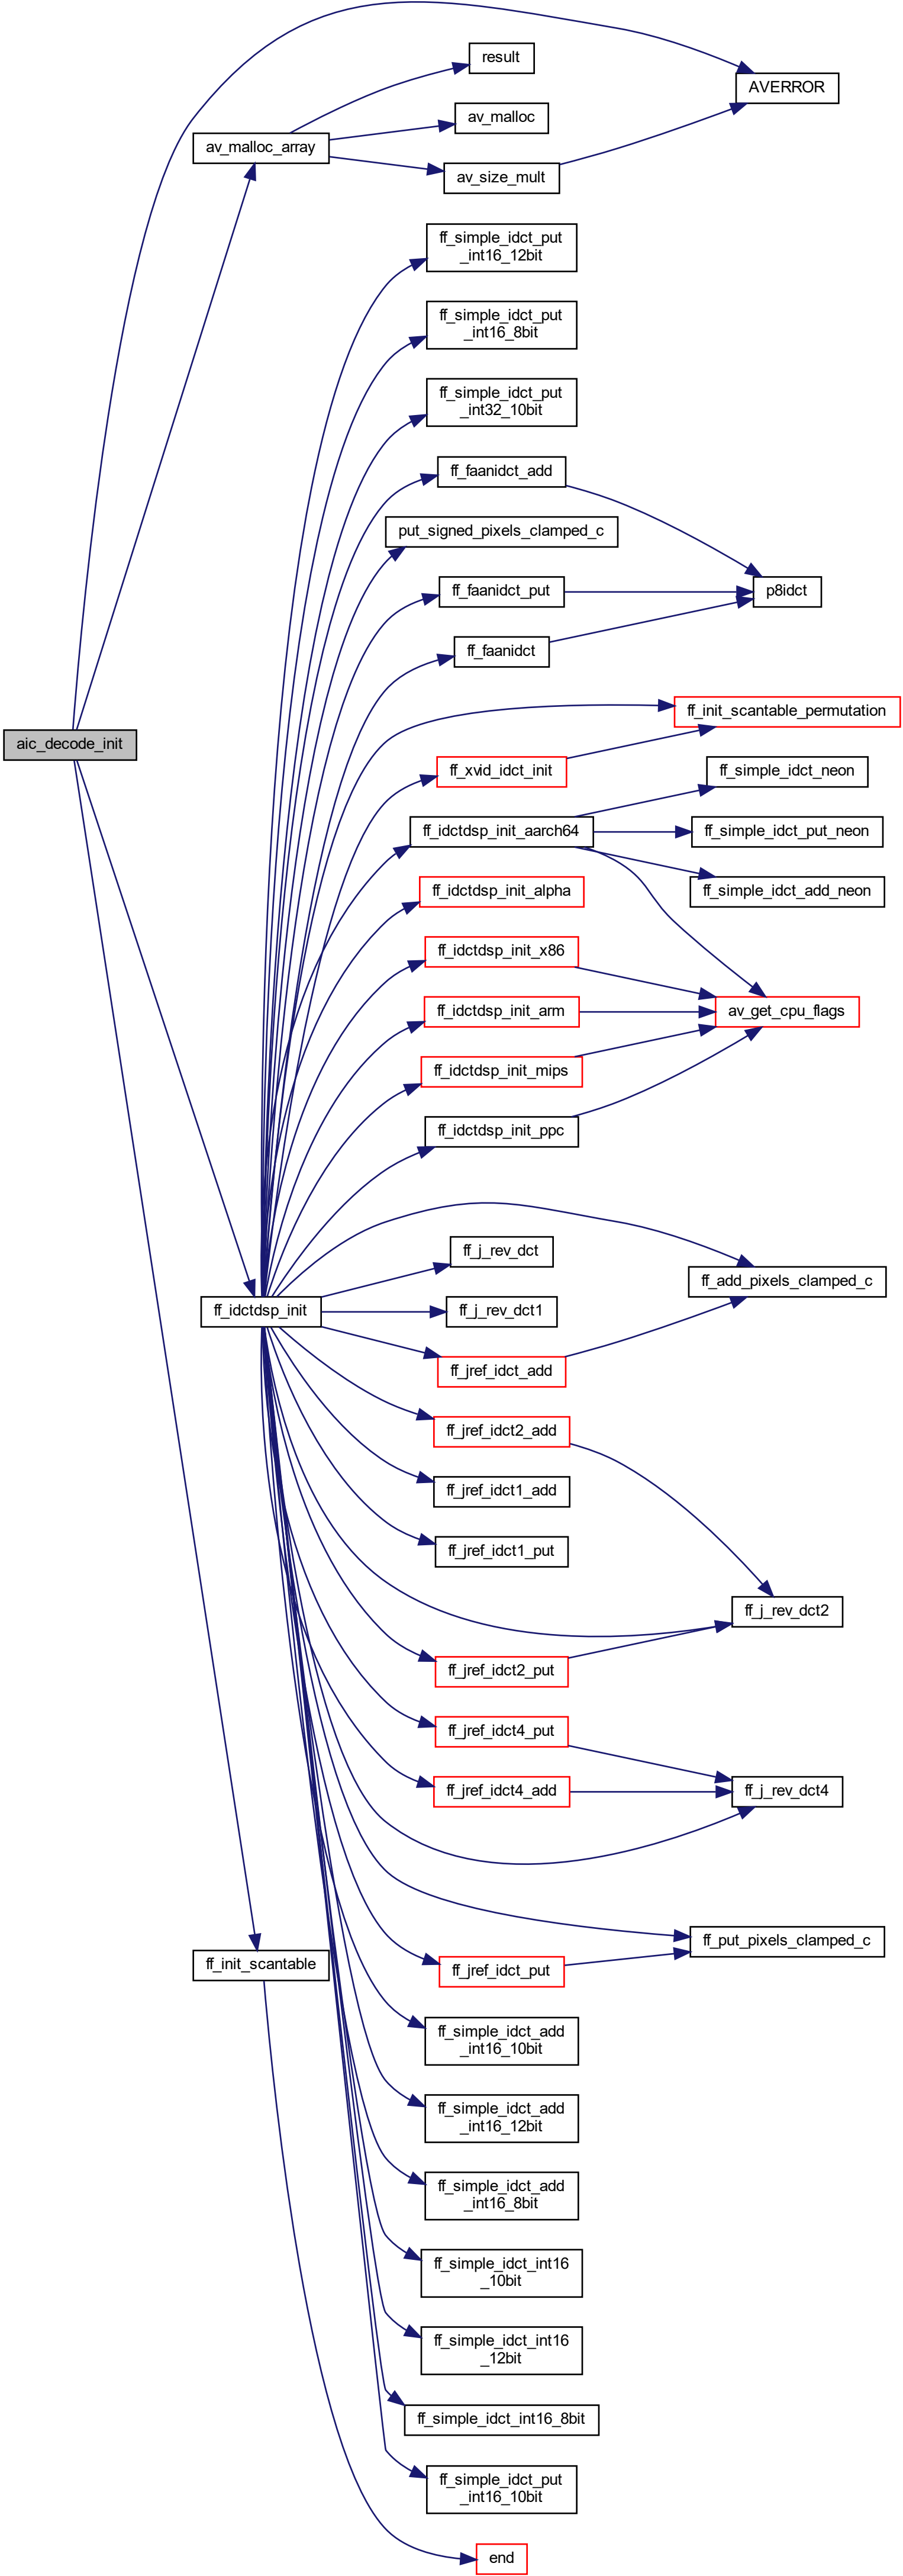 result
AVERROR
av_malloc
av_malloc_array
av_size_mult
ff_simple_idct_put
_int16_12bit
ff_simple_idct_put
_int16_8bit
ff_simple_idct_put
_int32_10bit
ff_faanidct_add
put_signed_pixels_clamped_c
ff_faanidct_put
p8idct
ff_faanidct
ff_init_scantable_permutation
aic_decode_init
ff_xvid_idct_init
ff_simple_idct_neon
ff_idctdsp_init_aarch64
ff_simple_idct_put_neon
ff_idctdsp_init_alpha
ff_simple_idct_add_neon
ff_idctdsp_init_x86
ff_idctdsp_init_arm
av_get_cpu_flags
ff_idctdsp_init_mips
ff_idctdsp_init_ppc
ff_j_rev_dct
ff_add_pixels_clamped_c
ff_idctdsp_init
ff_j_rev_dct1
ff_jref_idct_add
ff_jref_idct2_add
ff_jref_idct1_add
ff_jref_idct1_put
ff_j_rev_dct2
ff_jref_idct2_put
ff_jref_idct4_put
ff_jref_idct4_add
ff_j_rev_dct4
ff_put_pixels_clamped_c
ff_init_scantable
ff_jref_idct_put
ff_simple_idct_add
_int16_10bit
ff_simple_idct_add
_int16_12bit
ff_simple_idct_add
_int16_8bit
ff_simple_idct_int16
_10bit
ff_simple_idct_int16
_12bit
ff_simple_idct_int16_8bit
ff_simple_idct_put
_int16_10bit
end